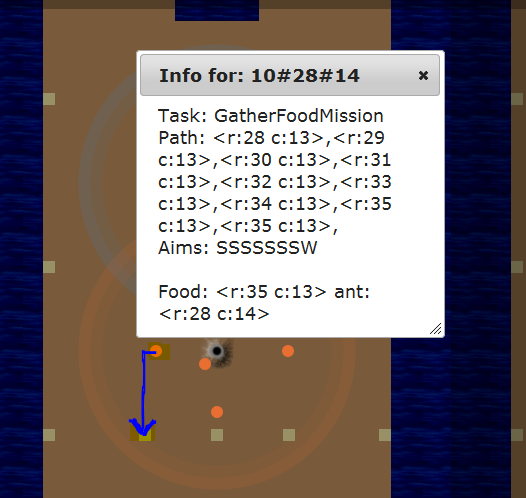 Info for: 10#28#14
Task: GatherFoodMission
Path: <r:28 c:13>,<r:29
c:13>,<r:30 c:13>,<r:31
c:13>,<r:32 c:13>,<r:33
c:13>,<r:34 c:13>,<r:35
c:13>,<r:35 c:13>,
Aims: SSSSSSSW
Food: <r:35 c:13> ant:
<r:28 c:14>